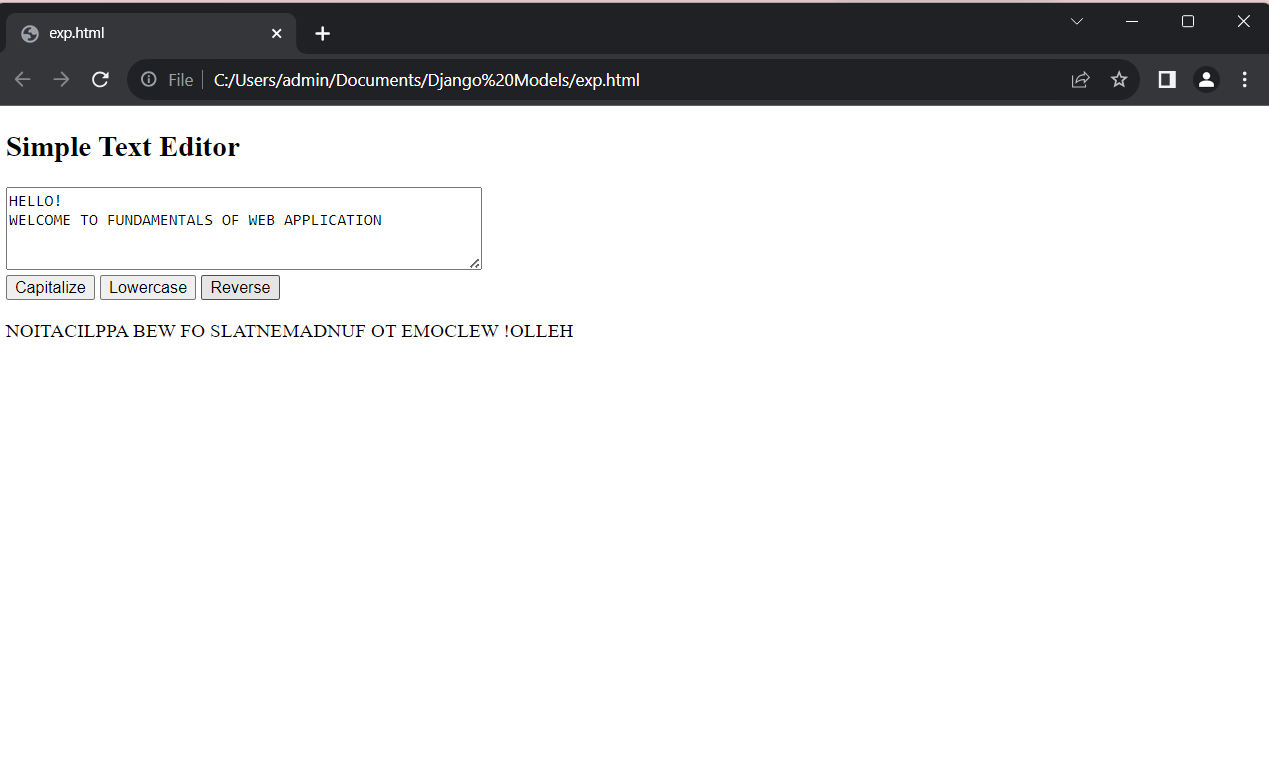 exp.html
File
C:/Users/admin/Documents/Django%20Models/exp.html
Simple Text Editor
HELLO!
WELCOME TO FUNDAMENTALS OF WEB APPLICATION
Capitalize Lowercase Reverse
NOITACILPPA BEW FO SLATNEMADNUF OT EMOCLEW !OLLEH